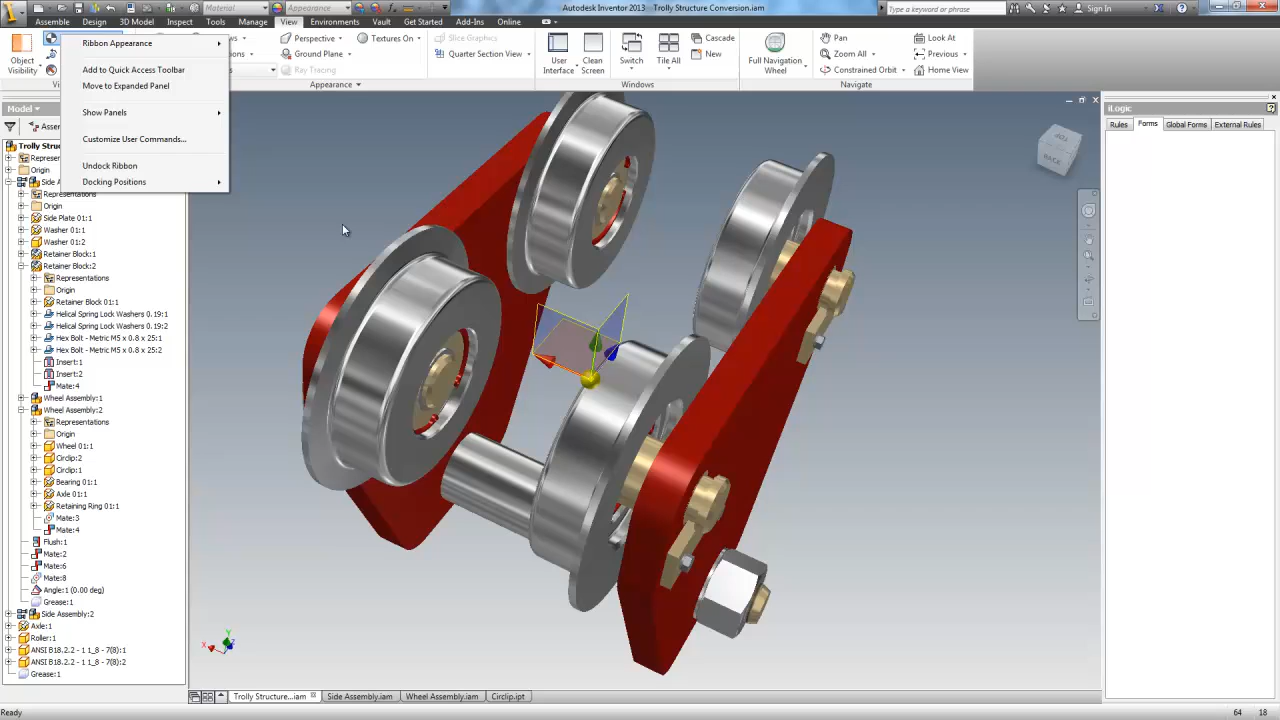 Material
Appearance
Autodesk Inventor 2013 - Trolly Structure Conversion.iam
Type a keyword or phrase
Sign In
Assemble Design 3D Model Inspect Tools Manage View Environments Vault Get Started Add-Ins Online
Object
Visibility
Perspective
Ground Plane
Ray Tracing
Textures On
Appearance
Slice Graphics
Quarter Section View
User
Interface
Clean
Screen
Switch
Tile All
Cascade
New
Windows
Full Navigation
Wheel
Pan
Zoom All
Constrained Orbit
Look At
Previous
Home View
Navigate
Ribbon Appearance
Add to Quick Access Toolbar
Move to Expanded Panel
Show Panels
Customize User Commands...
Undock Ribbon
Docking Positions
Model
Trolly Str
Origin
Representations
Origin
Side Plate 01:1
Washer 01:1
Washer 01:2
Retainer Block:1
Retainer Block:2
Representations
Origin
Retainer Block 01:1
Helical Spring Lock Washers 0.19:1
Helical Spring Lock Washers 0.19:2
Hex Bolt - Metric M5 x 0.8 x 25:1
Hex Bolt - Metric M5 x 0.8 x 25:2
Insert:1
Insert:2
Mate:4
Wheel Assembly:1
Wheel Assembly:2
Representations
Origin
Wheel 01:1
Circlip:2
Circlip:1
Bearing 01:1
Axle 01:1
Retaining Ring 01:1
Mate:3
Mate:4
Flush:1
Mate:2
Mate:6
Mate:8
Angle:1 (0.00 deg)
Grease:1
Side Assembly:2
Axle:1
Roller:1
ANSI B18.2.2 - 1 1_8 - 7(8):1
ANSI B18.2.2 - 1 1_8 - 7(8):2
Grease:1
iLogic
Rules Forms Global Forms External Rules
Y
X
Z
Trolly Structure...iam Side Assembly.iam Wheel Assembly.iam Circlip.ipt
Ready
64 18